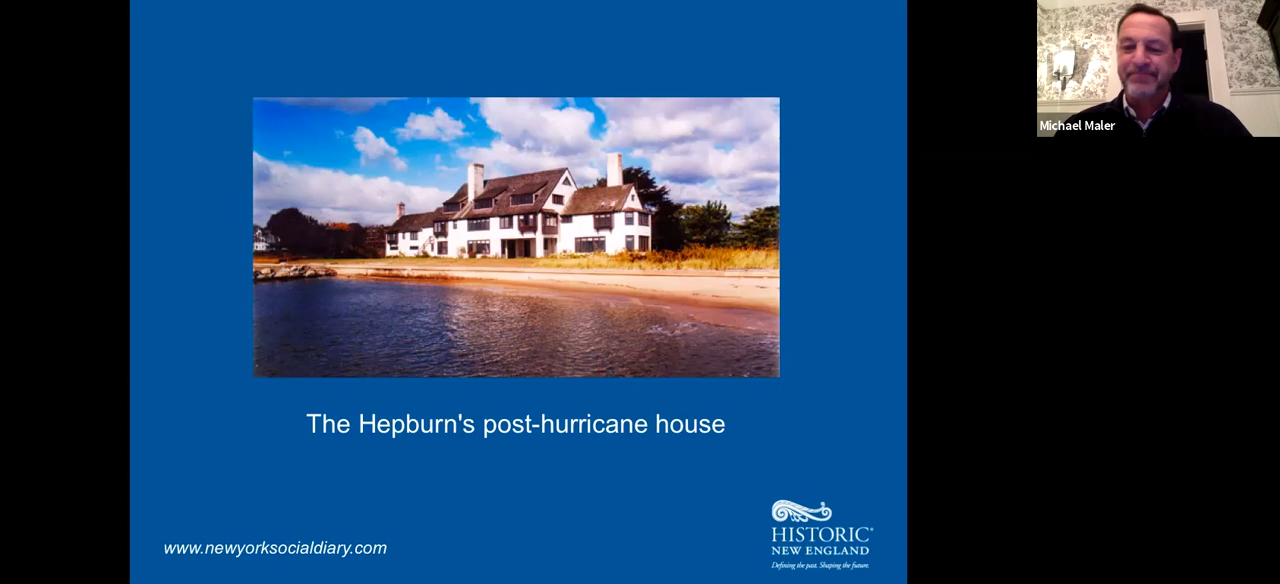 Michael Maler
The Hepburn's post-hurricane house
www.newyorksocialdiary.com
HISTORIC®
NEW ENGLAND
Defining the past. Shaping the future.